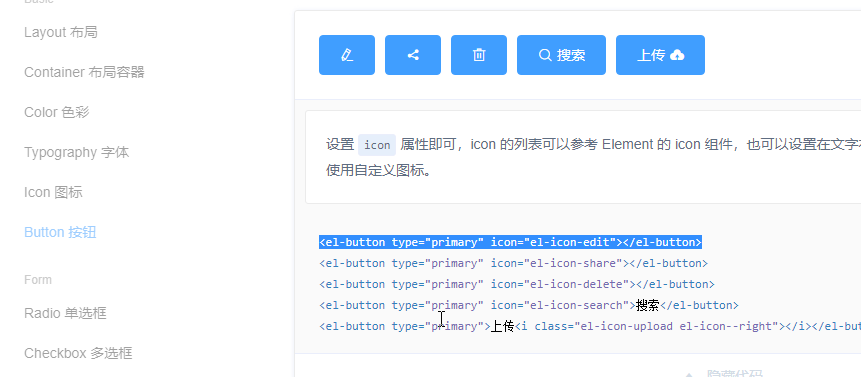 Basic
Layout 布局
Container 布局容器
Color 色彩
Typography 字体
Icon 图标
Button 按钮
Form
Radio 单选框
Checkbox 多选框
搜索
上传
设置 icon 属性即可，icon 的列表可以参考 Element 的 icon 组件，也可以设置在文字
使用自定义图标。
<el-button type="primary" icon="el-icon-edit"></el-button>
<el-button type="primary" icon="el-icon-share"></el-button>
<el-button type="primary" icon="el-icon-delete"></el-button>
<el-button type="primary" icon="el-icon-search">搜索</el-button>
<el-button type="primary">上传<i class="el-icon-upload el-icon--right"></i></el-bu
隐藏代码